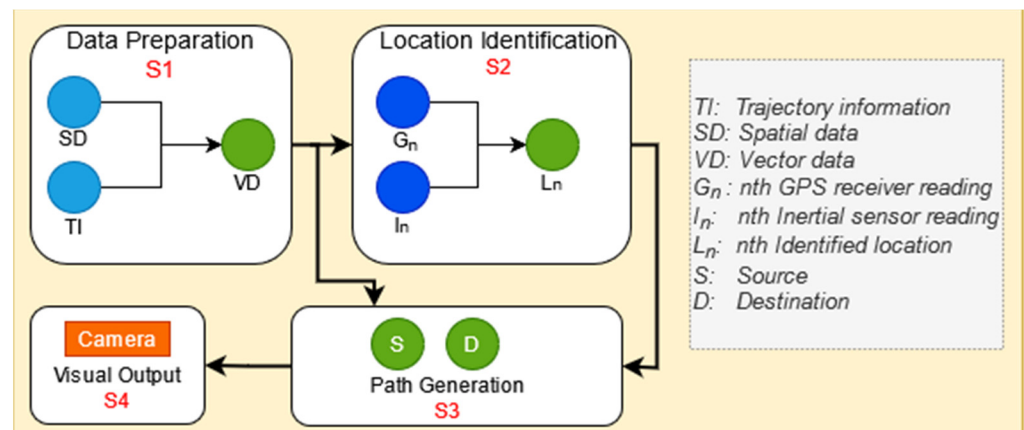 Data Preparation
S1
SD
TI
VD
Location Identification
S2
Gn
In
Ln
TI: Trajectory information
SD: Spatial data
VD: Vector data
Gn : nth GPS receiver reading
In: nth Inertial sensor reading
Ln: nth Identified location
S: Source
D: Destination
Camera
Visual Output
S4
S D
Path Generation
S3